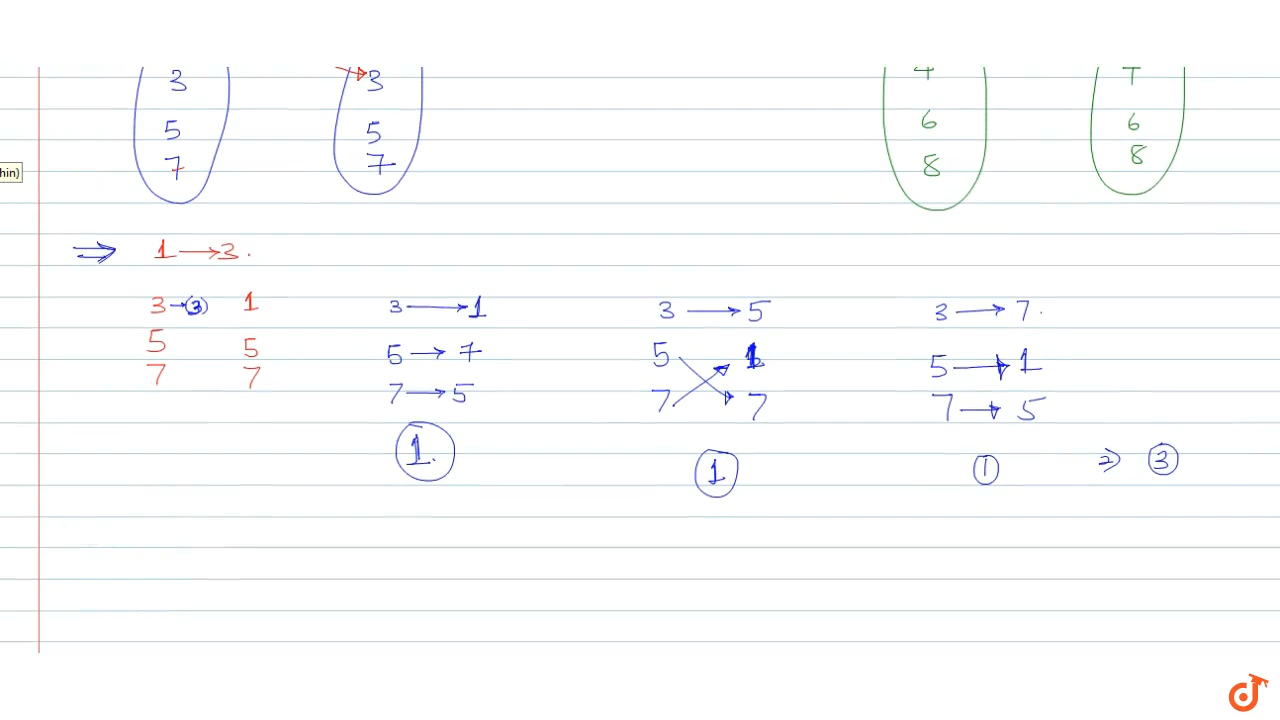 3 3 4 4
5 5 6 6
hin)
7 7 8 8
⇒ 1 → 3.
3 → (3) 1 3 → 1 3 → 5 3 → 7.
5 5 5 → 7 5 1 5 → 1
7 7 7 → 5 7 7 7 → 5
1. 1 1 ⇒ 3